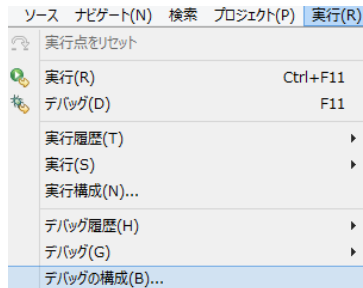 ソース ナビゲート(N) 検索 プロジェクト(P) 実行(R)
実行点をリセット
実行(R) Ctrl+F11
デバッグ(D) F11
実行履歴(T)
実行(S)
実行構成(N)...
デバッグ履歴(H)
デバッグ(G)
デバッグの構成(B)...